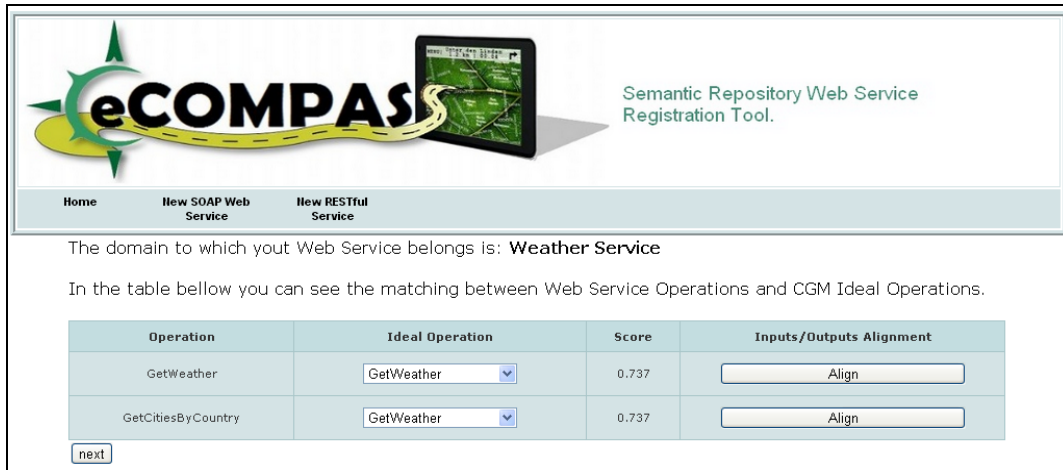 eCOMPASS
Semantic Repository Web Service
Registration Tool.
Home
New SOAP Web
Service
New RESTful
Service
The domain to which yout Web Service belongs is: Weather Service
In the table bellow you can see the matching between Web Service Operations and CGM Ideal Operations.
Operation Ideal Operation Score Inputs/Outputs Alignment
GetWeather GetWeather 0.737 Align
GetCitiesByCountry GetWeather 0.737 Align
next